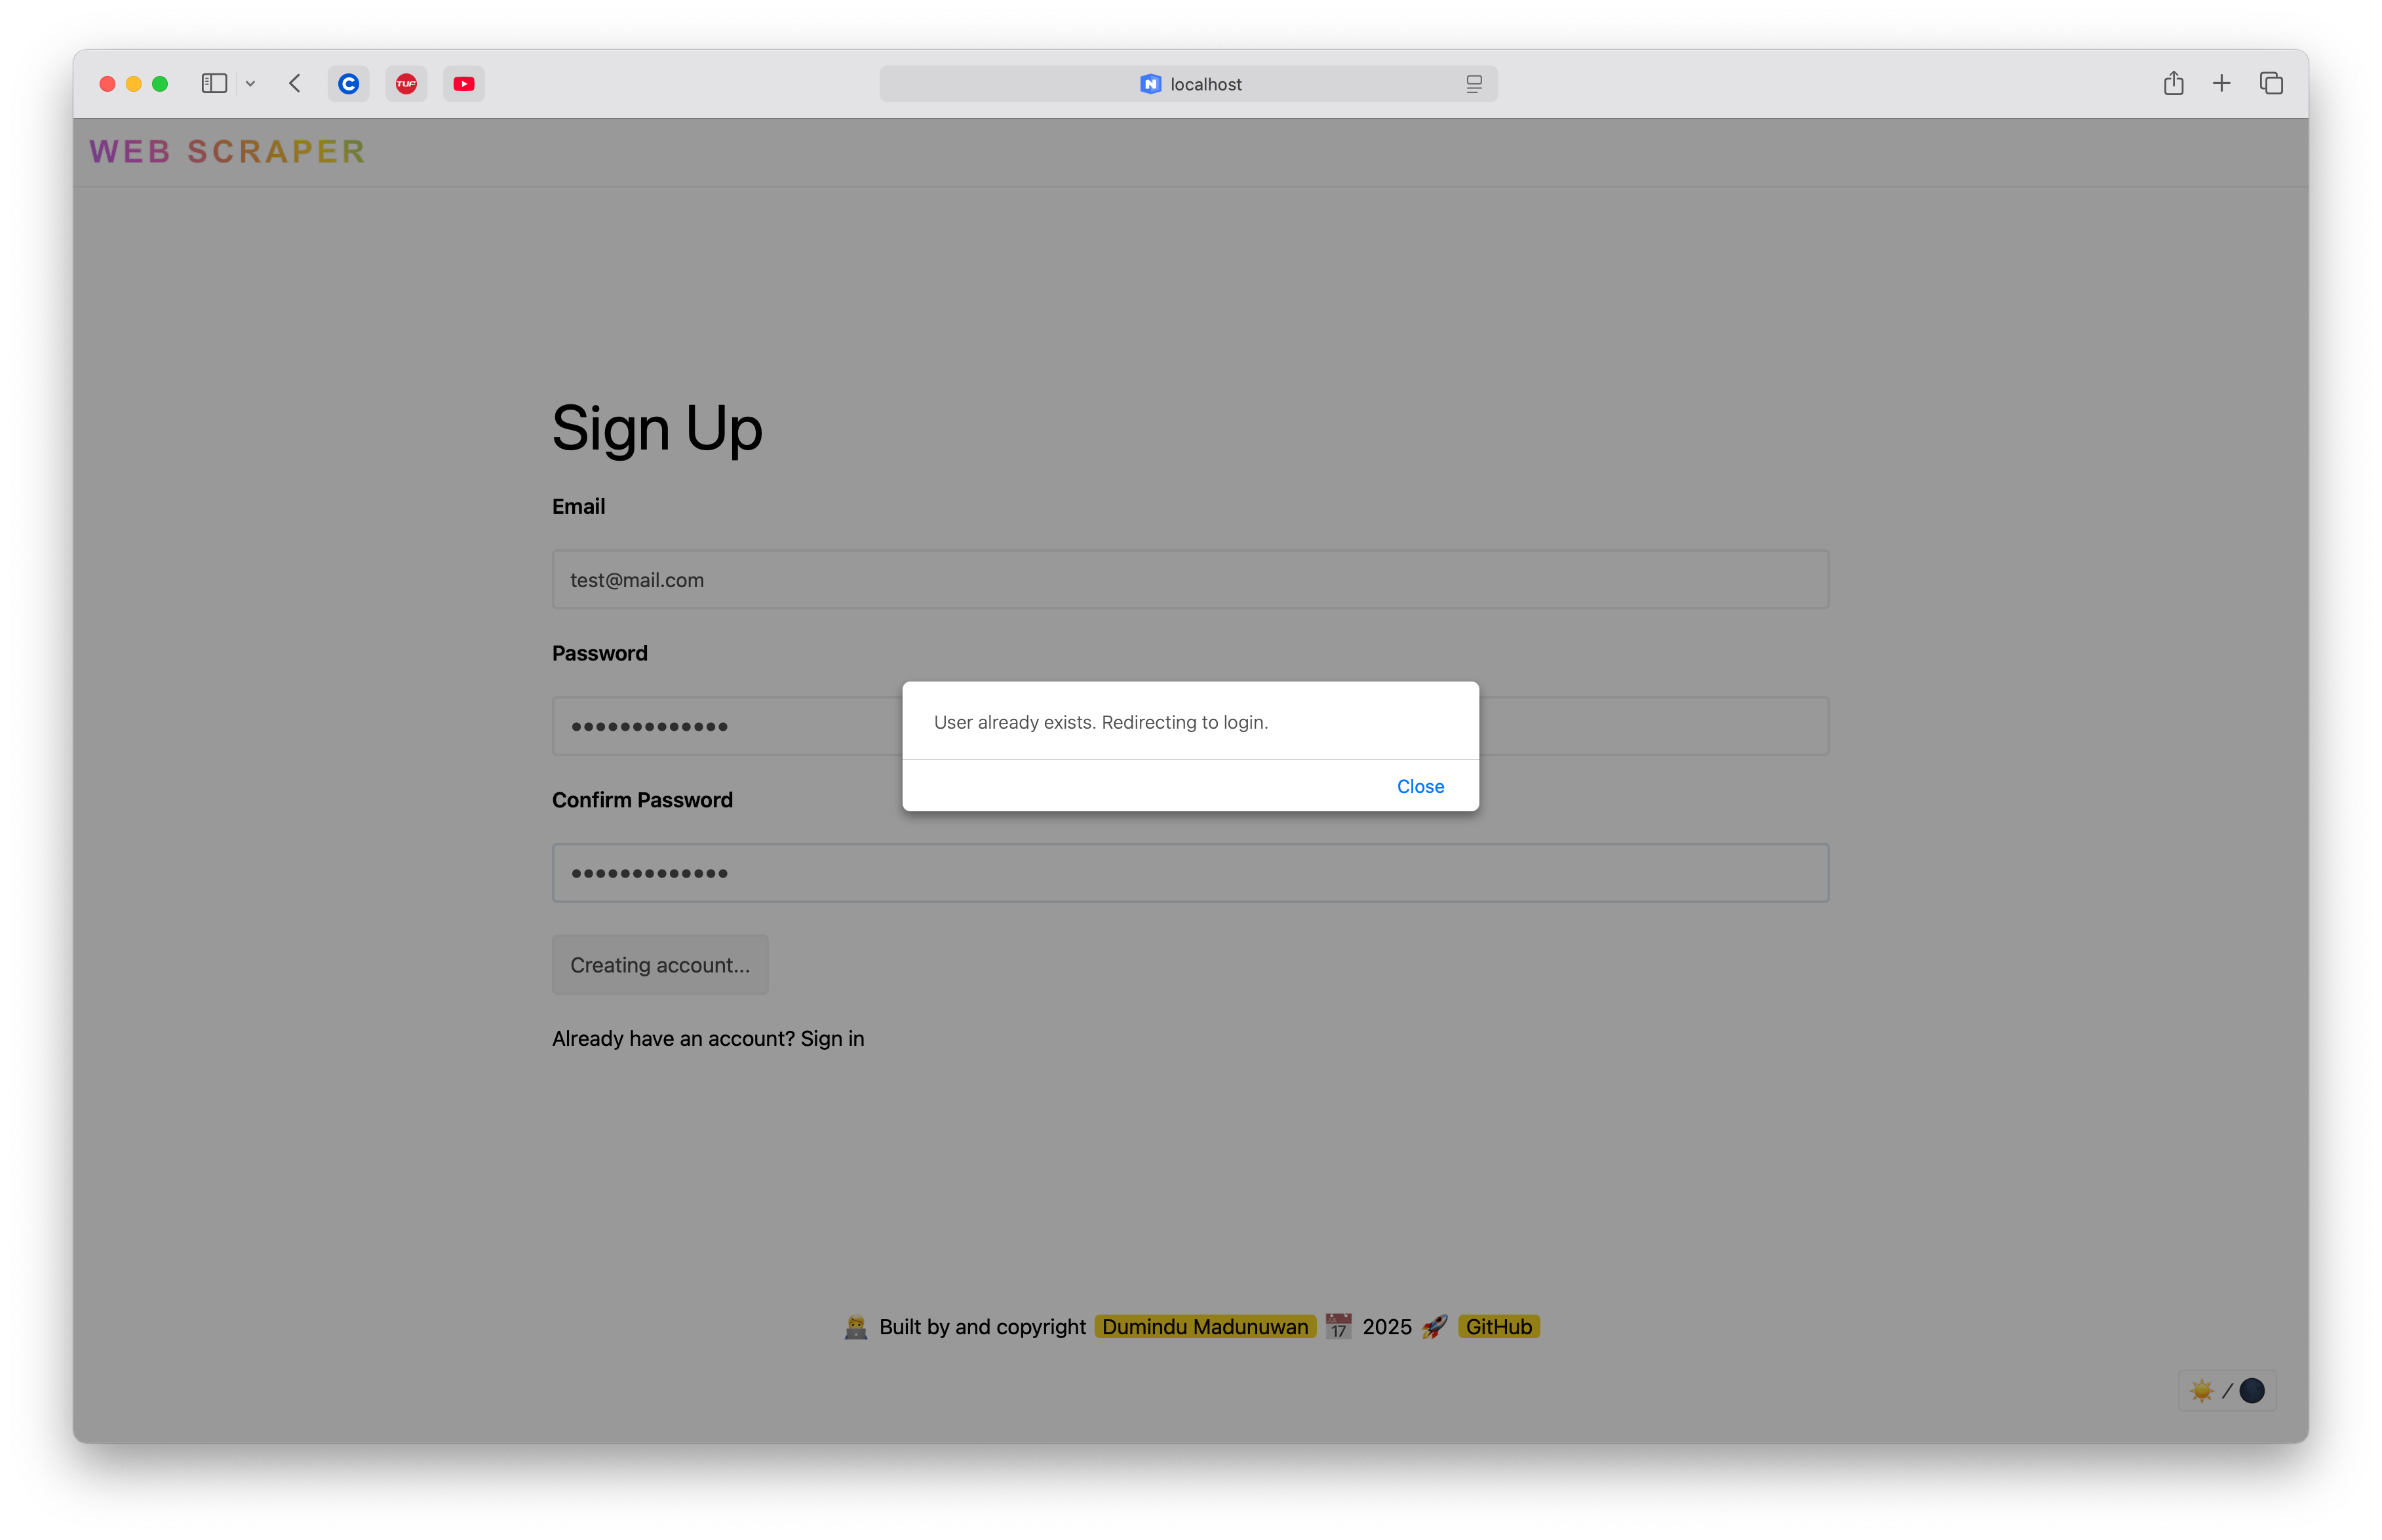 localhost
WEB SCRAPER
Sign Up
Email
test@mail.com
Password
User already exists. Redirecting to login.
Close
Confirm Password
Creating account...
Already have an account? Sign in
Built by and copyright Dumindu Madunuwan 17 2025 GitHub
/